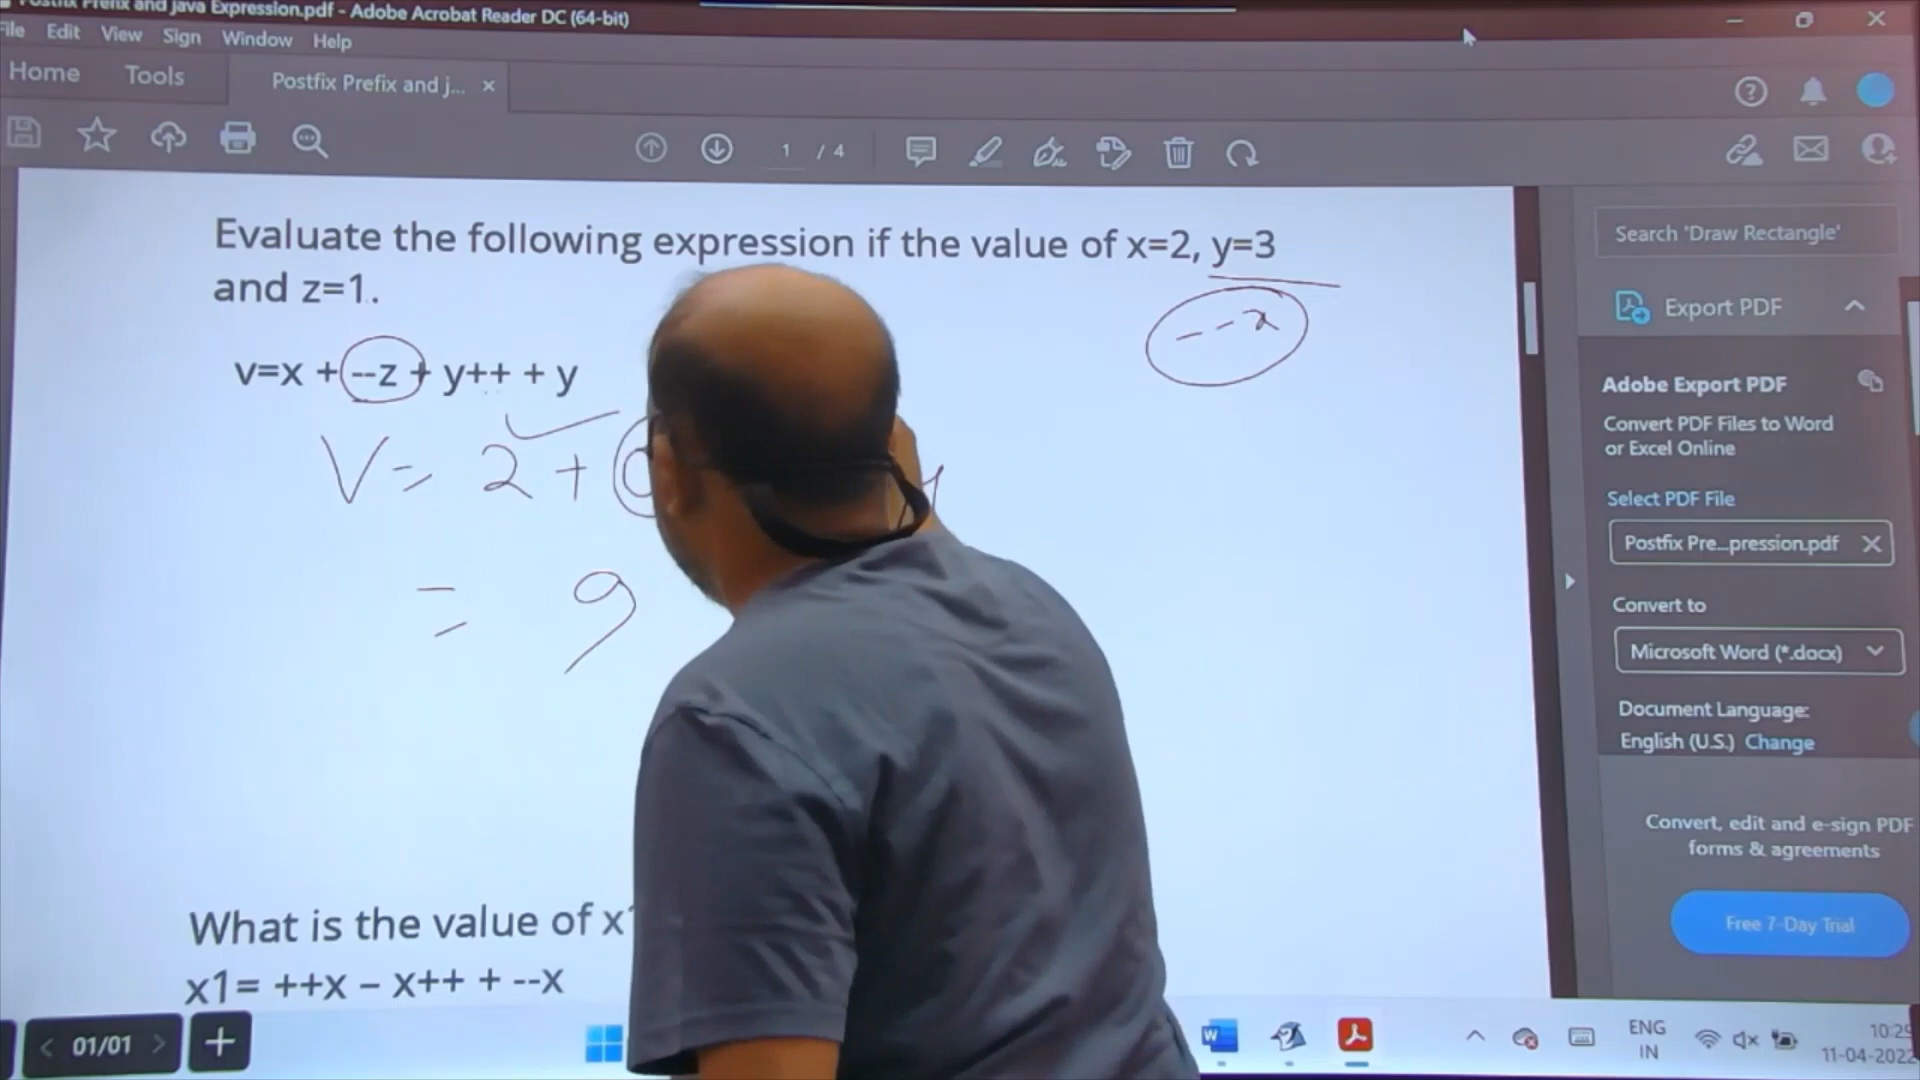 Postfix Prefix and Java Expression.pdf - Adobe Acrobat Reader DC (64-bit)
File Edit View Sign Window Help
Home Tools Postfix Prefix and j... ×
1 / 4
Evaluate the following expression if the value of x=2, y=3
and z=1.
--x
v=x + --z + y++ + y
V= 2 +
= 9
What is the value of x
x1= ++x – x++ + --x
Search 'Draw Rectangle'
Export PDF
Adobe Export PDF
Convert PDF Files to Word
or Excel Online
Select PDF File
Postfix Pre...pression.pdf ×
Convert to
Microsoft Word (*.docx)
Document Language:
English (U.S.) Change
Convert, edit and e-sign PDF
forms & agreements
Free 7-Day Trial
< 01/01 > +
ENG
IN
10:25
11-04-2022